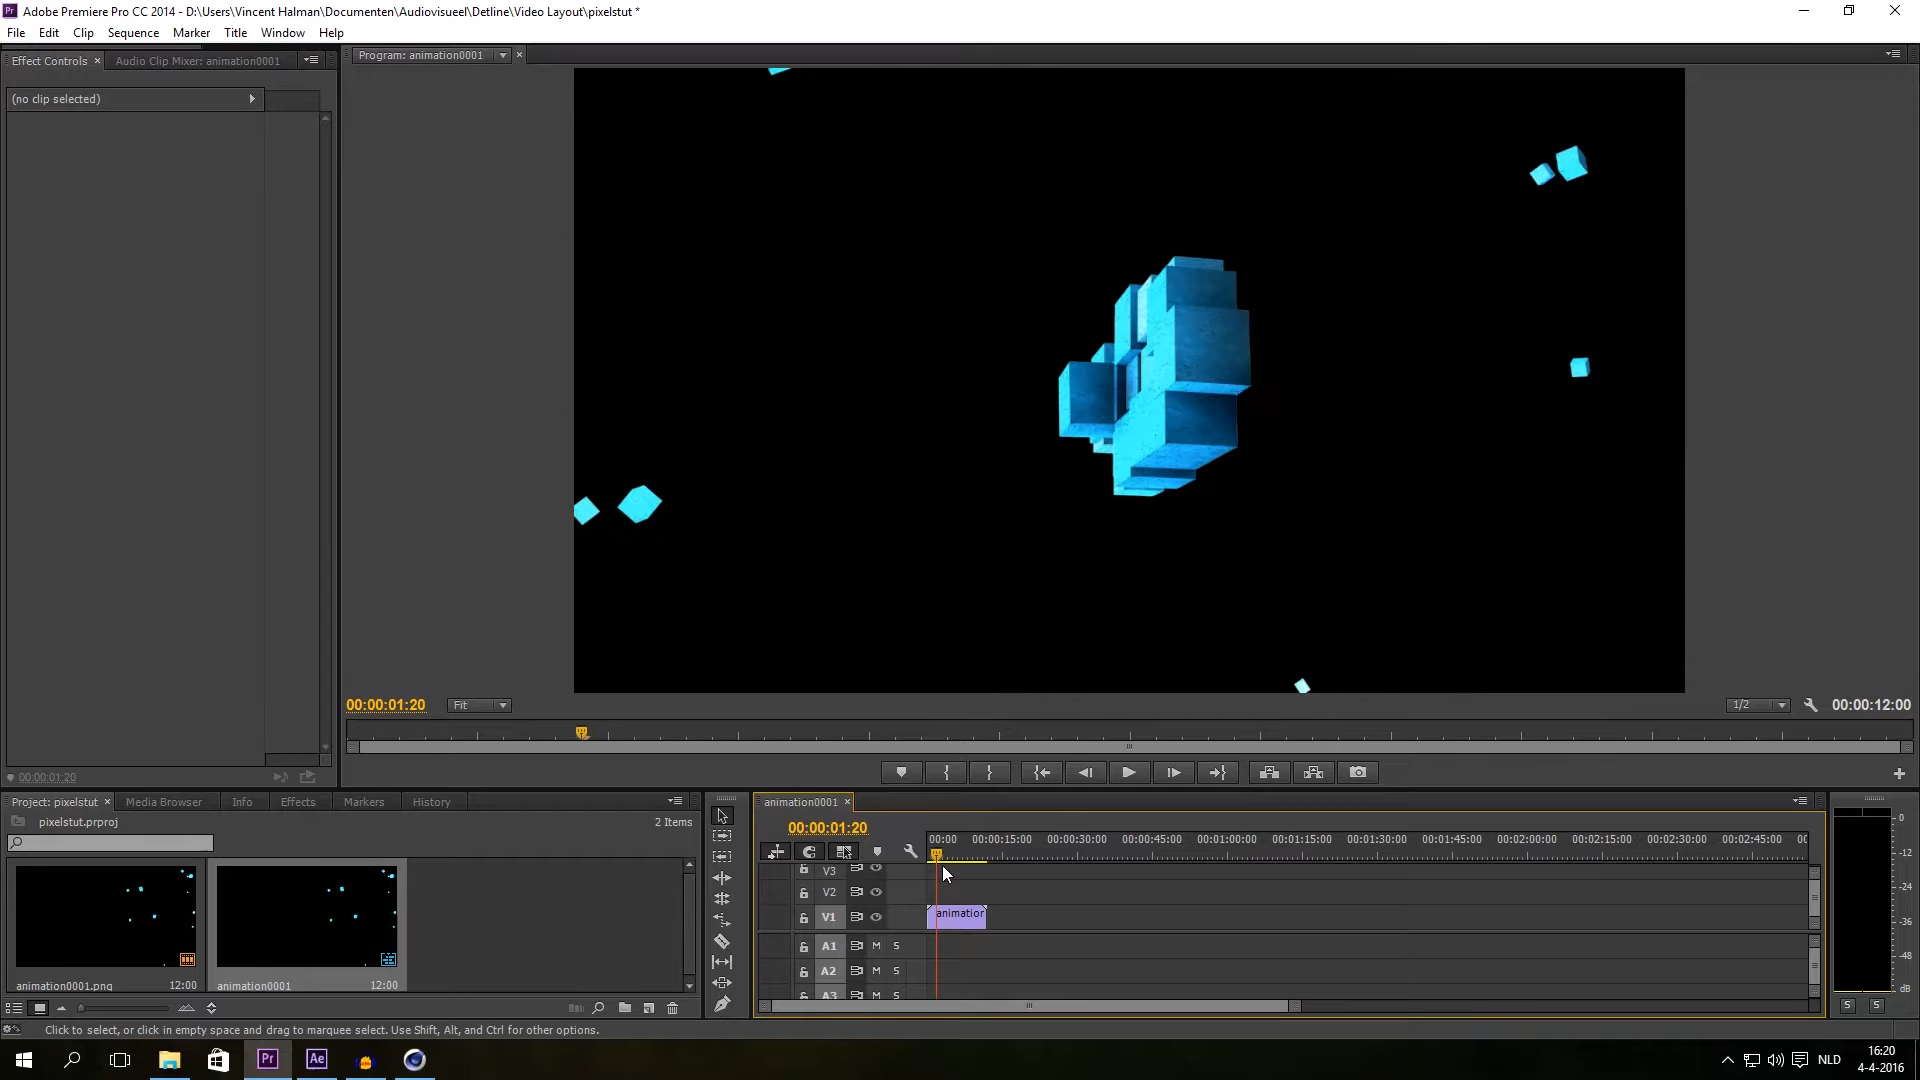 Adobe Premiere Pro CC 2014 - D:\Users\Vincent Halman\Documenten\Audiovisueel\Detline\Video Layout\pixelstut *
File Edit Clip Sequence Marker Title Window Help
Effect Controls × Audio Clip Mixer: animation0001
Program: animation0001 ×
(no clip selected)
00:00:01:20 Fit 1/2 00:00:12:00
00:00:01:20
Project: pixelstut × Media Browser Info Effects Markers History
pixelstut.prproj 2 Items
animation0001.png 12:00
animation0001 12:00
animation0001 ×
00:00:01:20
00:00 00:00:15:00 00:00:30:00 00:00:45:00 00:01:00:00 00:01:15:00 00:01:30:00 00:01:45:00 00:02:00:00 00:02:15:00 00:02:30:00 00:02:45:00
V3
V2
V1 animation
A1 M S
A2 M S
A3 M S
0
-12
-24
-36
-48
dB
S S
Click to select, or click in empty space and drag to marquee select. Use Shift, Alt, and Ctrl for other options.
Pr Ae NLD
16:20
4-4-2016